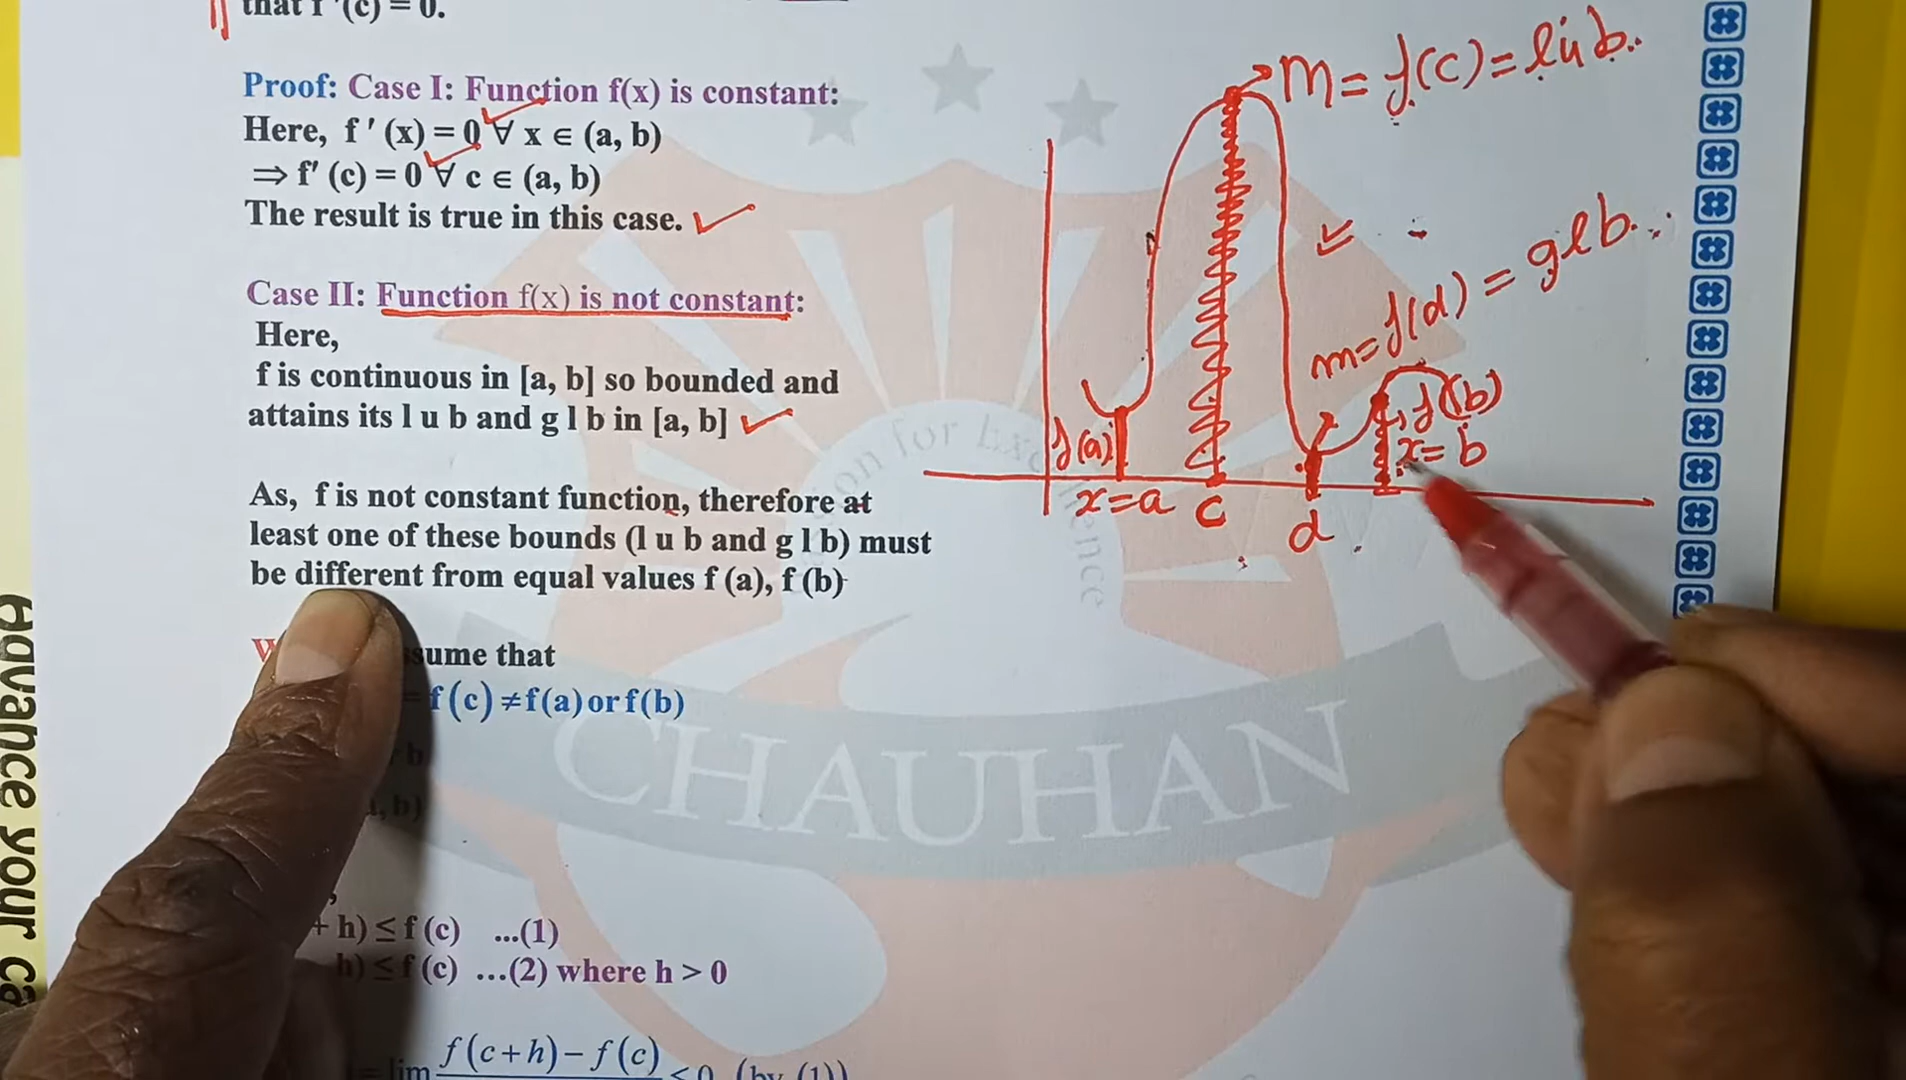 that f '(c) = 0.
Proof: Case I: Function f(x) is constant:
Here, f ' (x) = 0 ∀ x ∈ (a, b)
⇒ f' (c) = 0 ∀ c ∈ (a, b)
The result is true in this case.
Case II: Function f(x) is not constant:
Here,
f is continuous in [a, b] so bounded and
attains its l u b and g l b in [a, b]
As, f is not constant function, therefore at
least one of these bounds (l u b and g l b) must
be different from equal values f (a), f (b)
that
f (c) ≠ f(a) or f(b)
h) ≤ f (c) ...(1)
h) ≤ f (c) ...(2) where h > 0
lim f(c+h) − f(c) < 0 (by (1))
M = f(c) = lub.
m = f(d) = glb.
f(a)
f(b)
x = b
x = a
c
d
CHAUHAN
Advance your